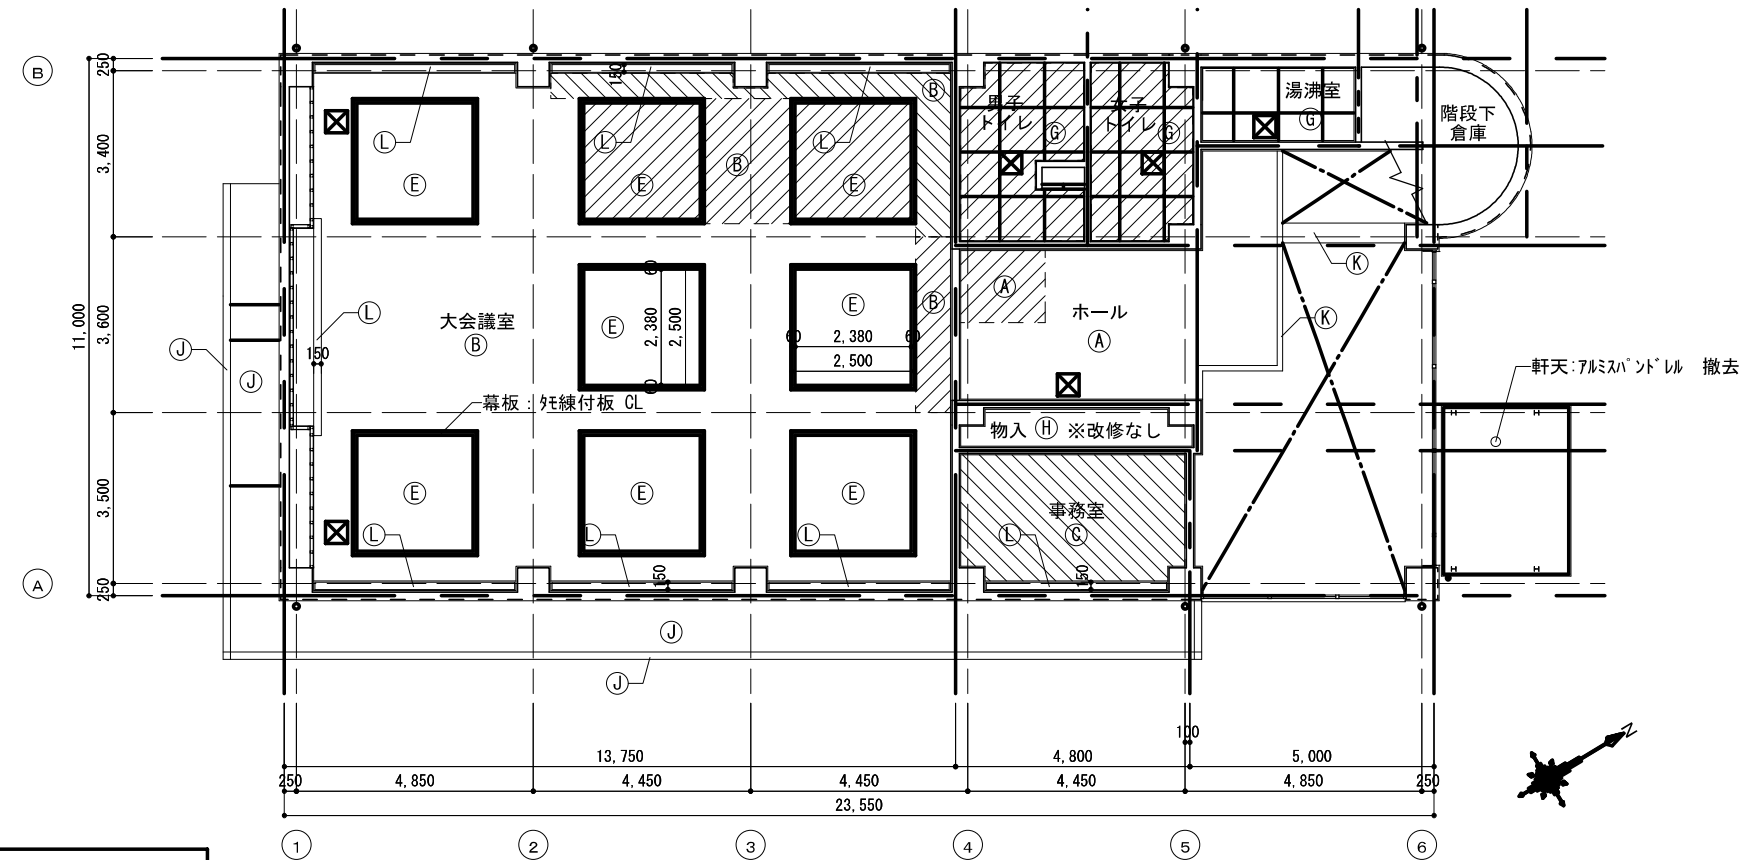 B
250
3,400
3,600
3,500
250
11,000
A
L
150
L
L
B
男子
トイレ
G
女子
トイレ
G
湯沸室
G
階段下
倉庫
L
L
L
E
E
B
E
大会議室
B
L
150
E
60
2,380
2,500
60
E
60
2,380
60
2,500
B
A
ホール
A
K
K
J
J
軒天:アルミスパンドレル 撤去
幕板:タモ練付板 CL
物入
H
※改修なし
E
E
E
L
L
L
150
事務室
L
C
150
J
J
100
13,750
4,800
5,000
250
4,850
4,450
4,450
4,450
4,850
250
23,550
N
1
2
3
4
5
6